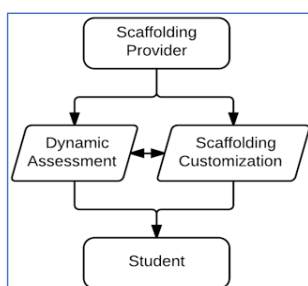 Scaffolding
Provider
Dynamic
Assessment
Scaffolding
Customization
Student